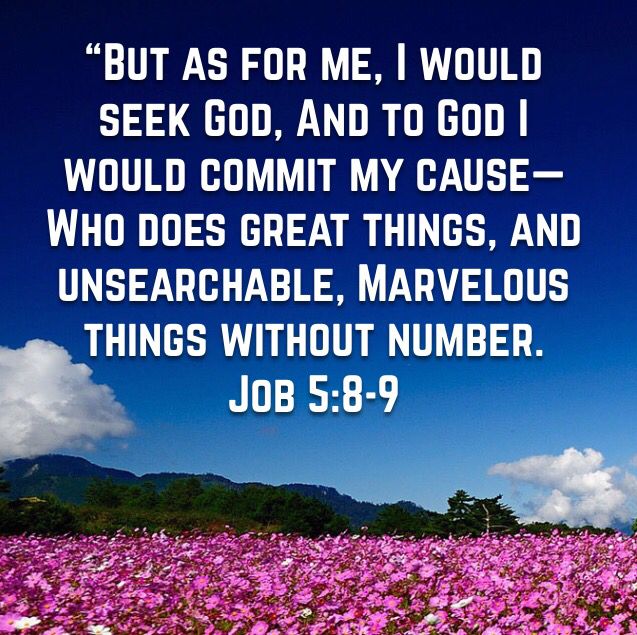 “But as for me, I would
seek God, And to God I
would commit my cause—
Who does great things, and
unsearchable, Marvelous
things without number.
Job 5:8-9